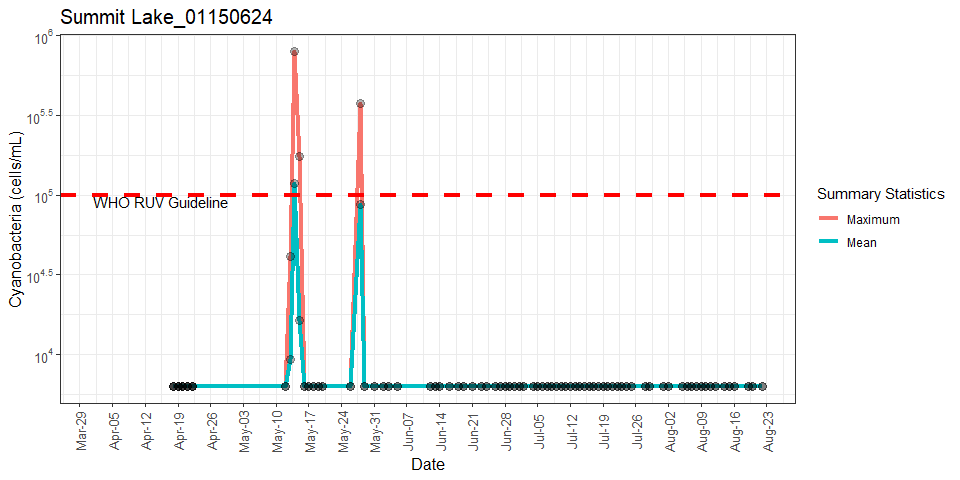 Summit Lake_01150624
Cyanobacteria (cells/mL)
10^6
10^5.5
10^5
10^4.5
10^4
WHO RUV Guideline
Mar-29
Apr-05
Apr-12
Apr-19
Apr-26
May-03
May-10
May-17
May-24
May-31
Jun-07
Jun-14
Jun-21
Jun-28
Jul-05
Jul-12
Jul-19
Jul-26
Aug-02
Aug-09
Aug-16
Aug-23
Date
Summary Statistics
Maximum
Mean